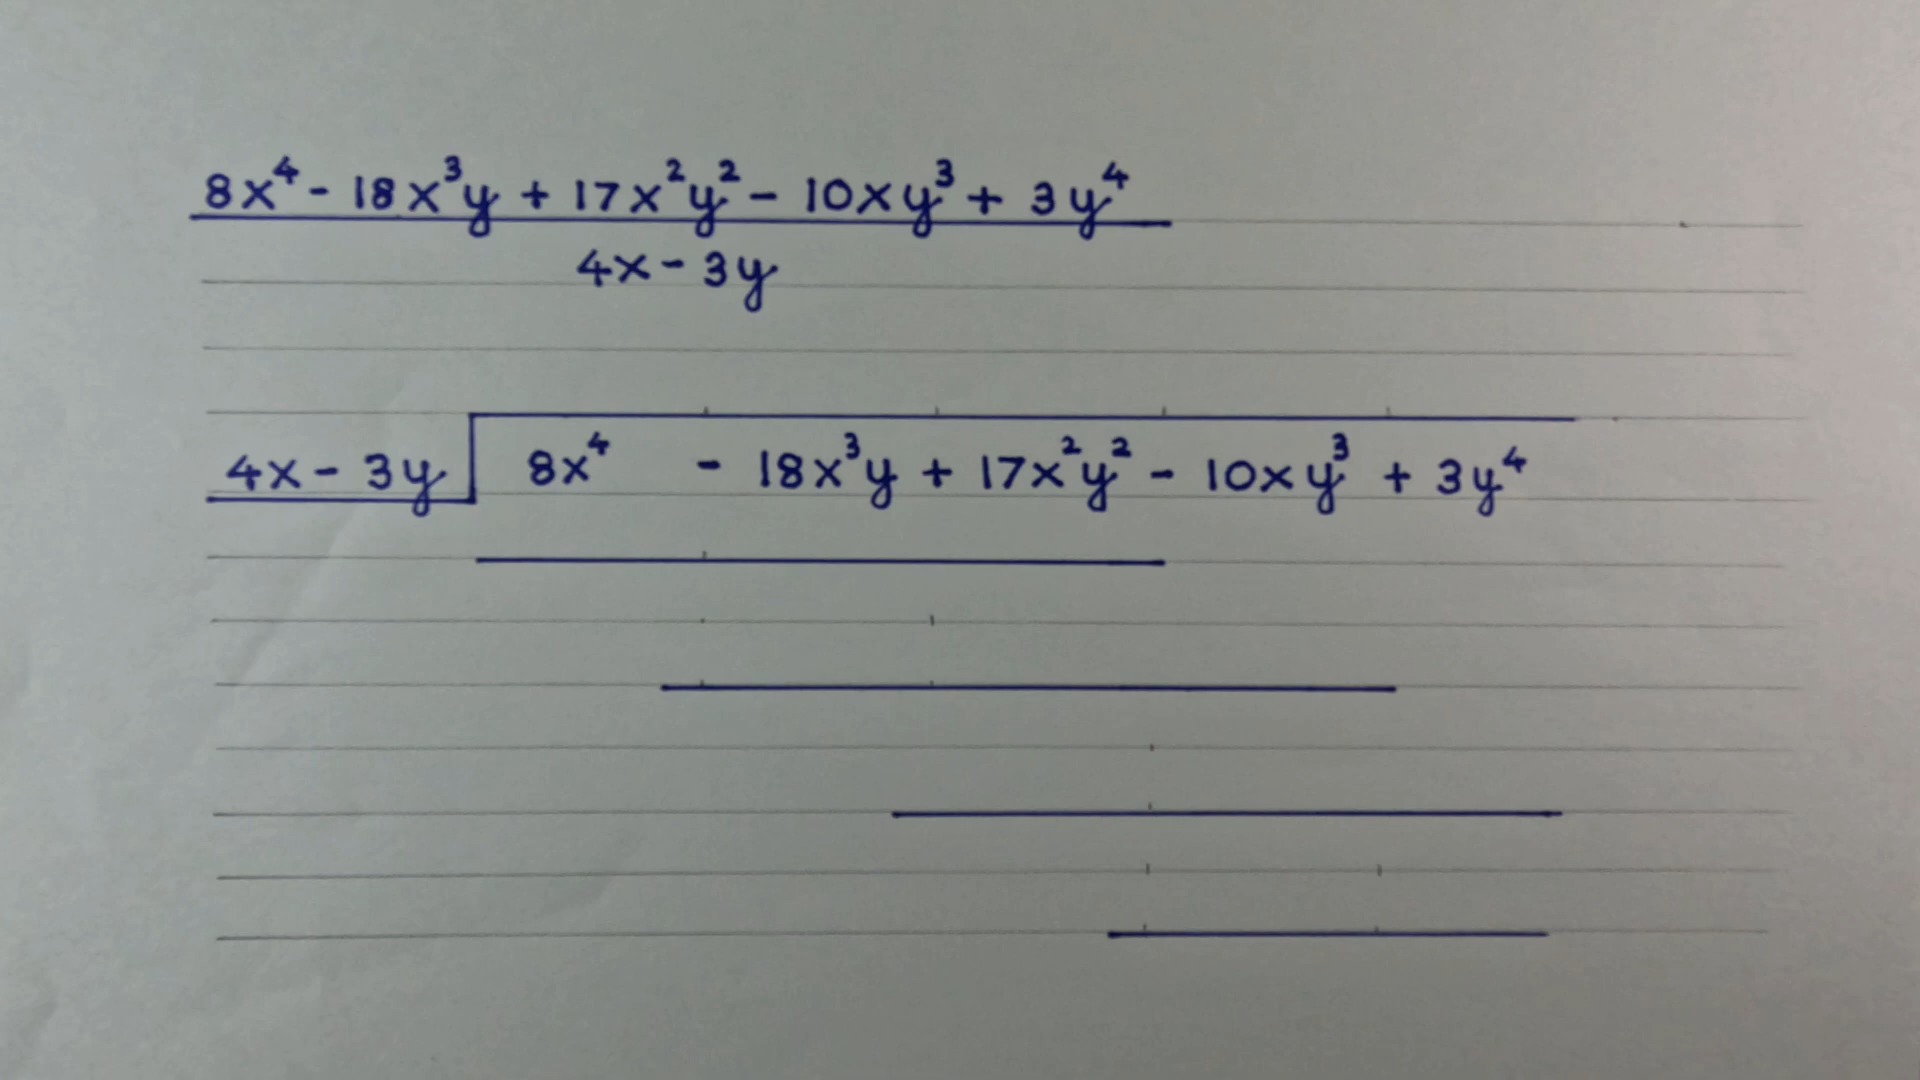 8x⁴ - 18x³y + 17x²y² - 10xy³ + 3y⁴
4x - 3y
4x - 3y 8x⁴ - 18x³y + 17x²y² - 10xy³ + 3y⁴